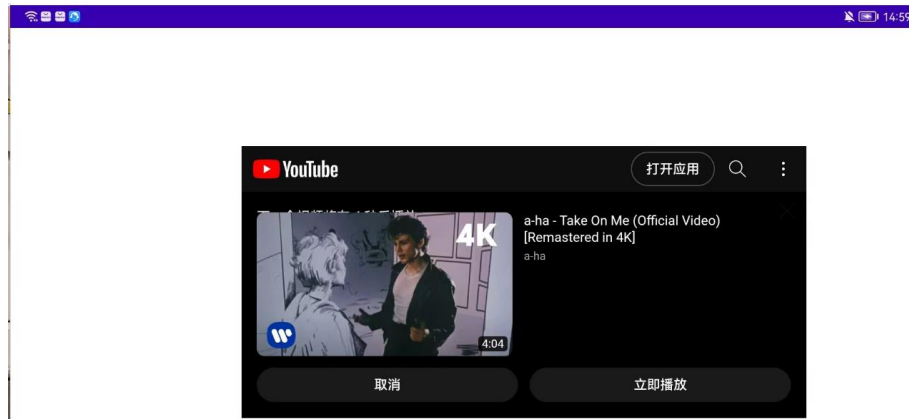 14:59
YouTube
打开应用
4K
a-ha - Take On Me (Official Video)
[Remastered in 4K]
a-ha
4:04
取消
立即播放